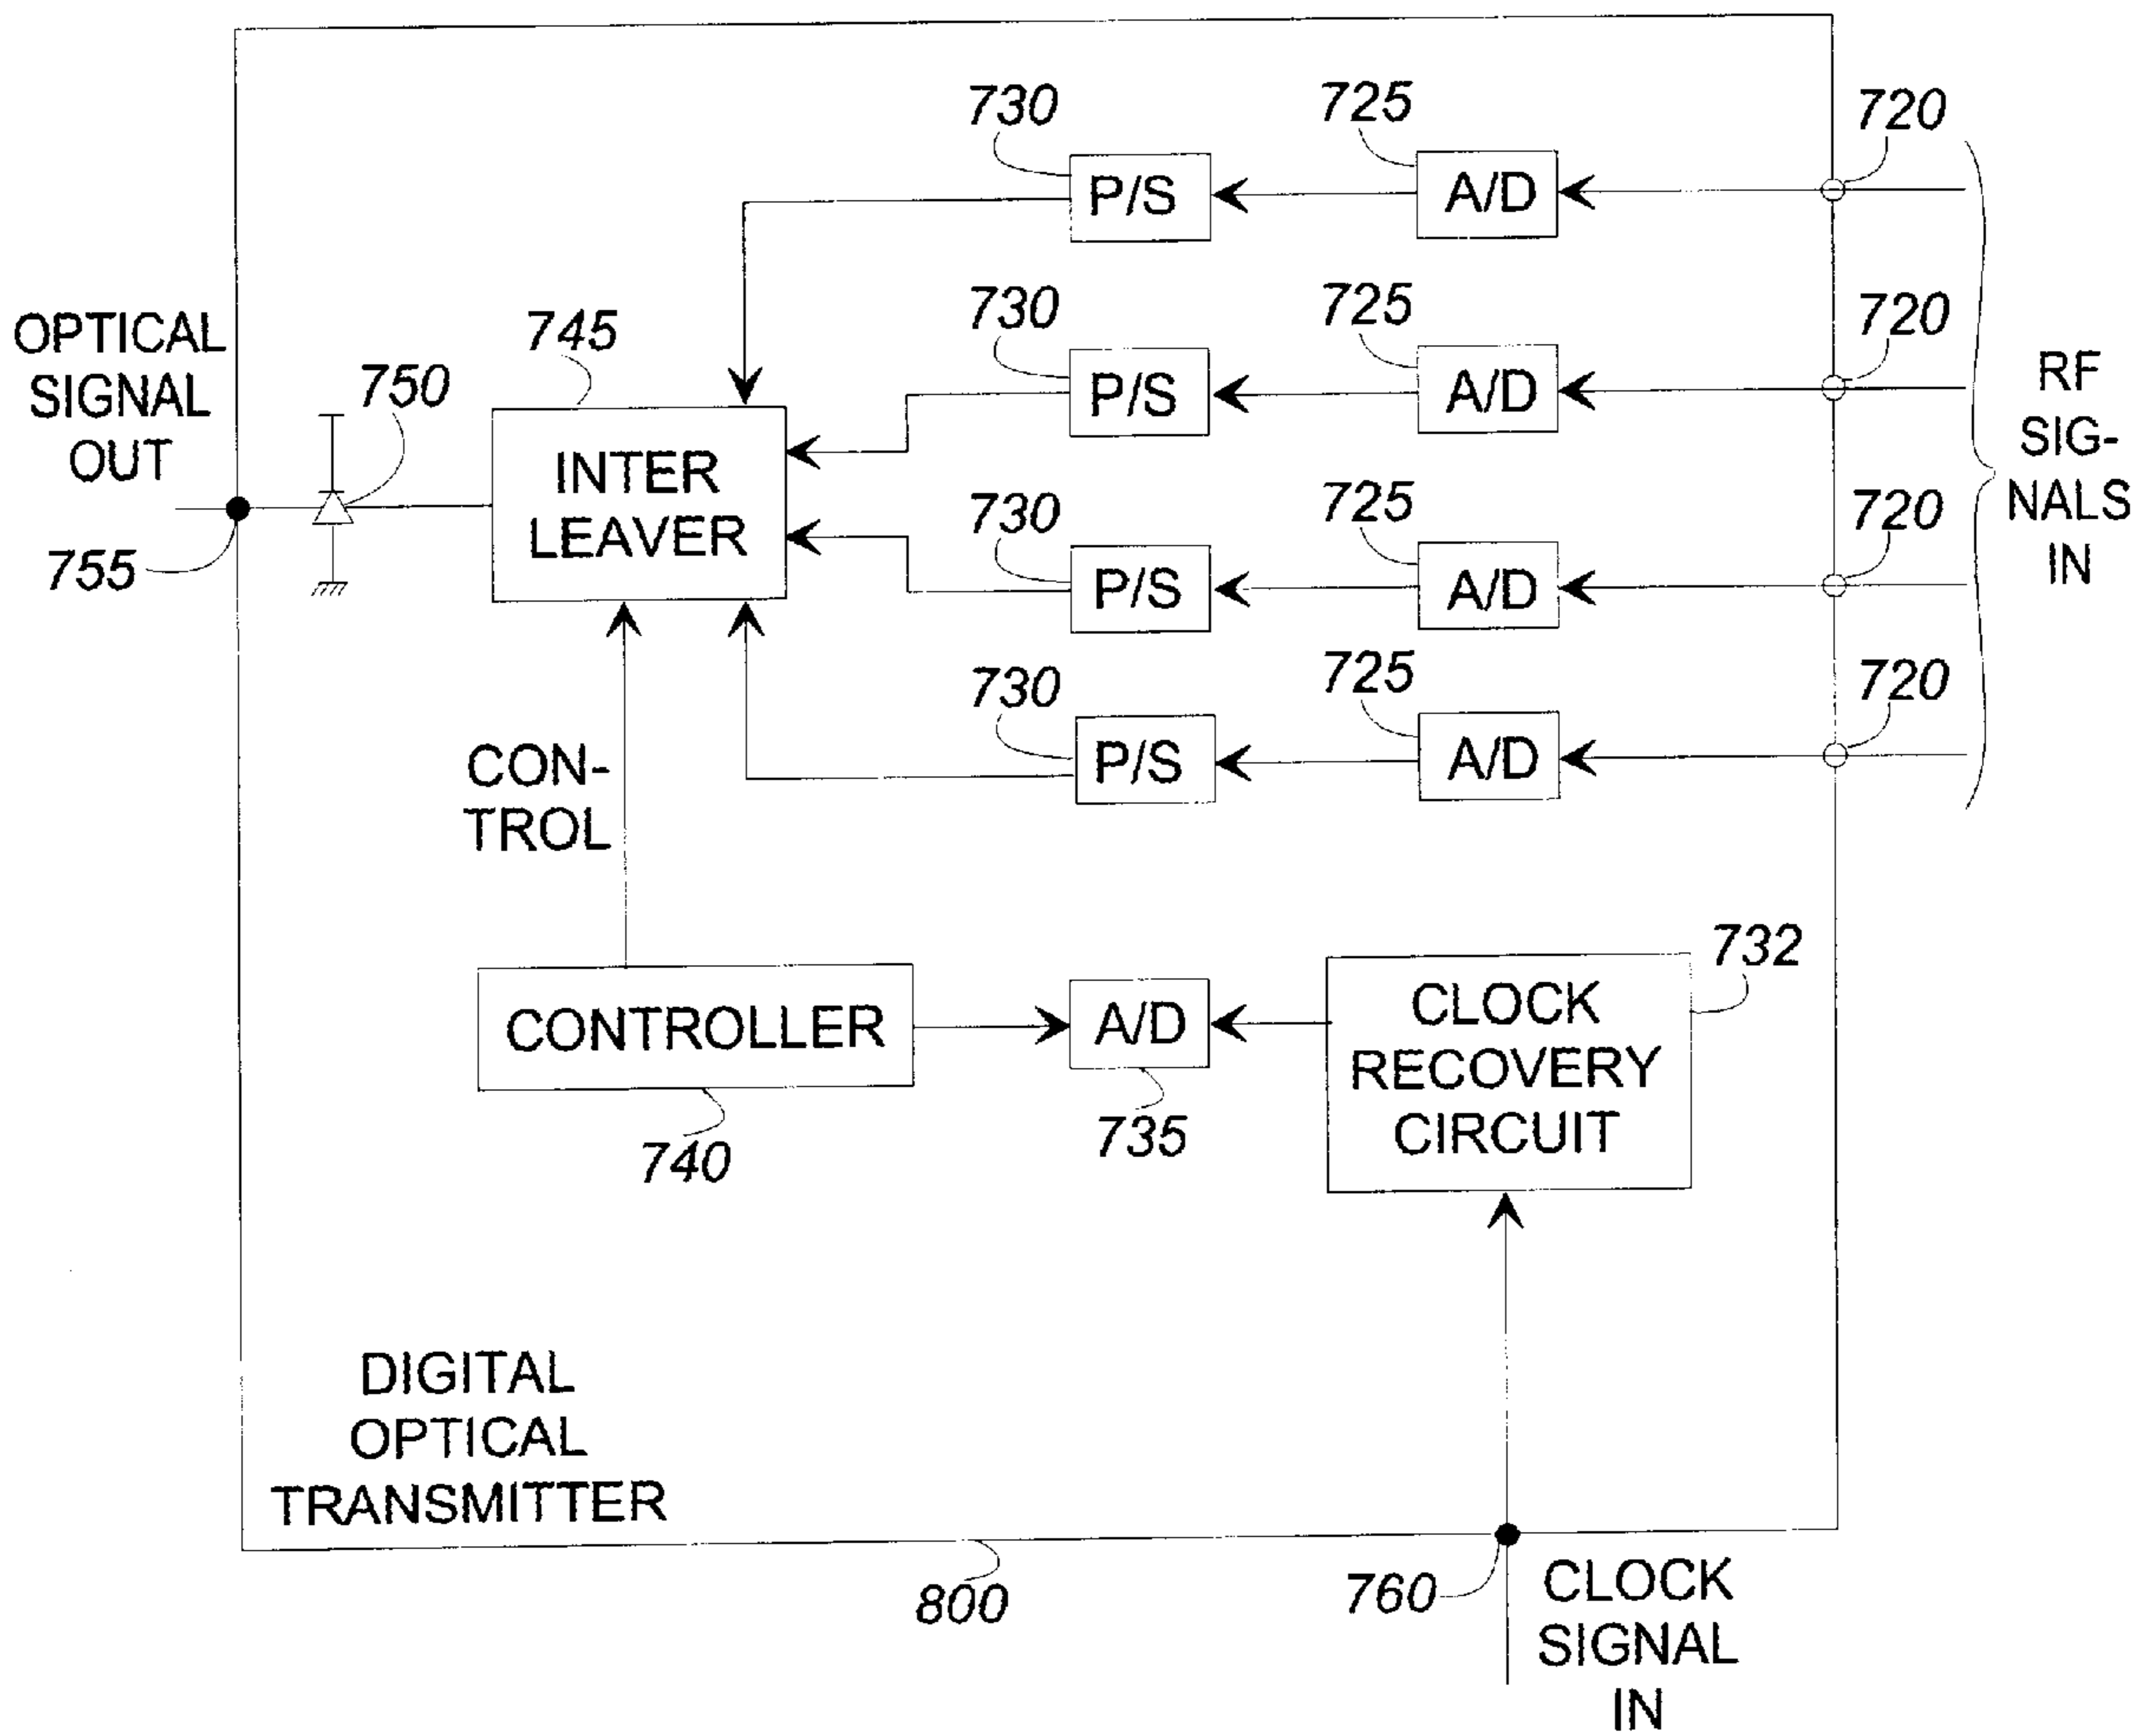 730
725
720
P/S
A/D
730
725
720
P/S
A/D
OPTICAL
SIGNAL
OUT
750
745
INTER
LEAVER
755
RF
SIG-
NALS
IN
730
725
720
P/S
A/D
730
725
720
P/S
A/D
CON-
TROL
CONTROLLER
740
A/D
735
CLOCK
RECOVERY
CIRCUIT
732
DIGITAL
OPTICAL
TRANSMITTER
800
760
CLOCK
SIGNAL
IN